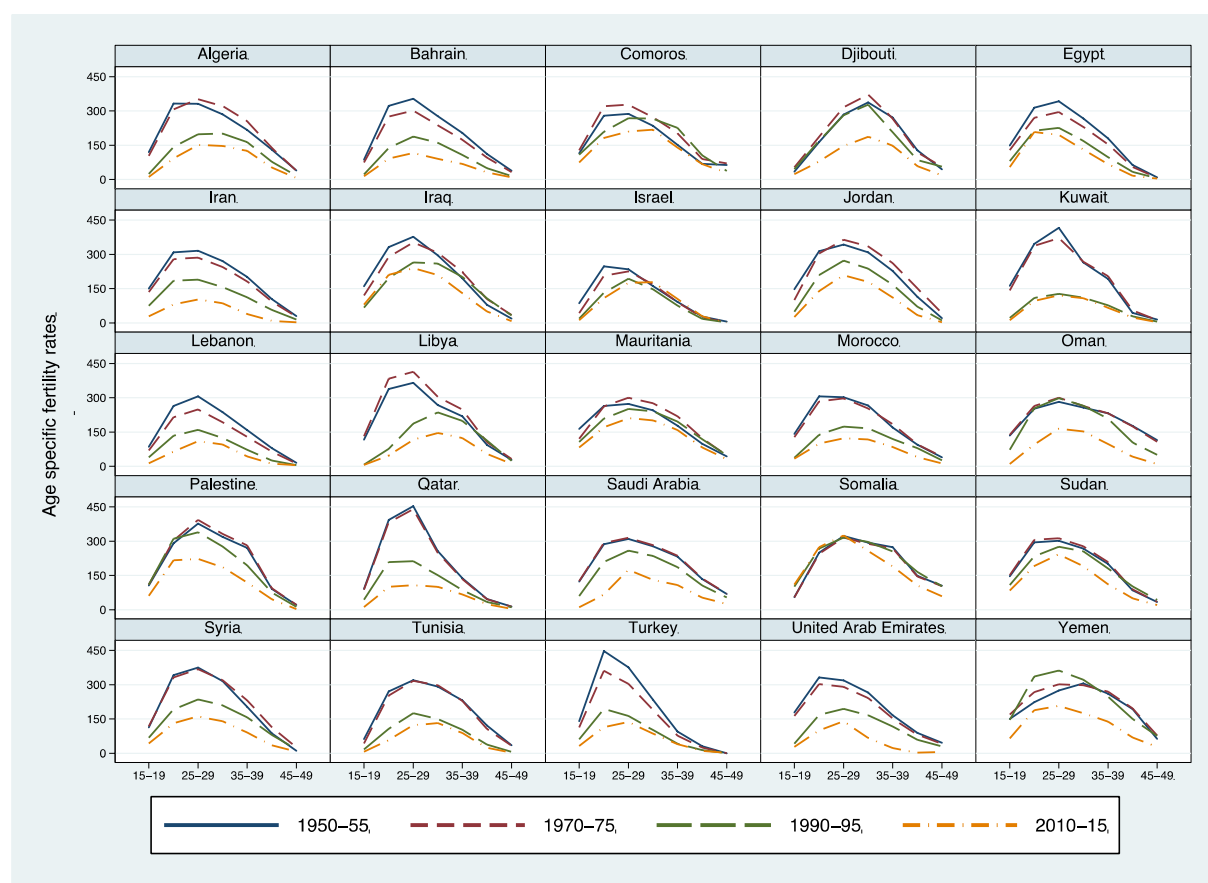 Algeria. Bahrain. Comoros. Djibouti. Egypt.
450
300
150
0
Iran. Iraq. Israel. Jordan. Kuwait.
450
300
150
0
Lebanon. Libya. Mauritania. Morocco. Oman.
450
300
150
0
Palestine. Qatar. Saudi Arabia. Somalia. Sudan.
450
300
150
0
Syria. Tunisia. Turkey. United Arab Emirates. Yemen.
450
300
150
0
15–19 25–29 35–39 45–49 15–19 25–29 35–39 45–49 15–19 25–29 35–39 45–49 15–19 25–29 35–39 45–49 15–19 25–29 35–39 45–49.
Age specific fertility rates.
1950–55, 1970–75, 1990–95, 2010–15,